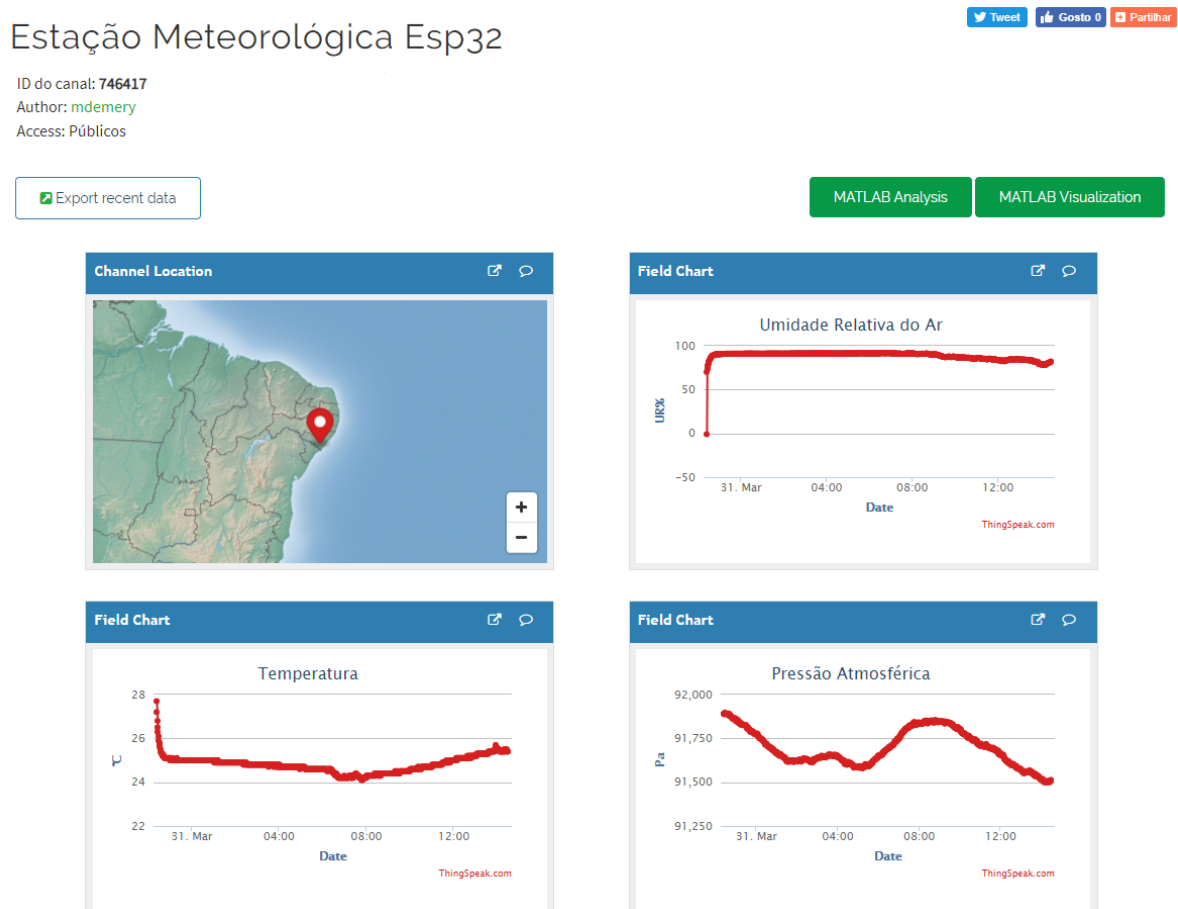 Tweet Gosto 0 Partilhar
Estação Meteorológica Esp32
ID do canal: 746417
Author: mdemery
Access: Públicos
Export recent data
MATLAB Analysis
MATLAB Visualization
Channel Location
+
−
Field Chart
Umidade Relativa do Ar
100
50
0
-50
UR%
31. Mar 04:00 08:00 12:00
Date
ThingSpeak.com
Field Chart
Temperatura
28
26
24
22
°C
31. Mar 04:00 08:00 12:00
Date
ThingSpeak.com
Field Chart
Pressão Atmosférica
92,000
91,750
91,500
91,250
Pa
31. Mar 04:00 08:00 12:00
Date
ThingSpeak.com